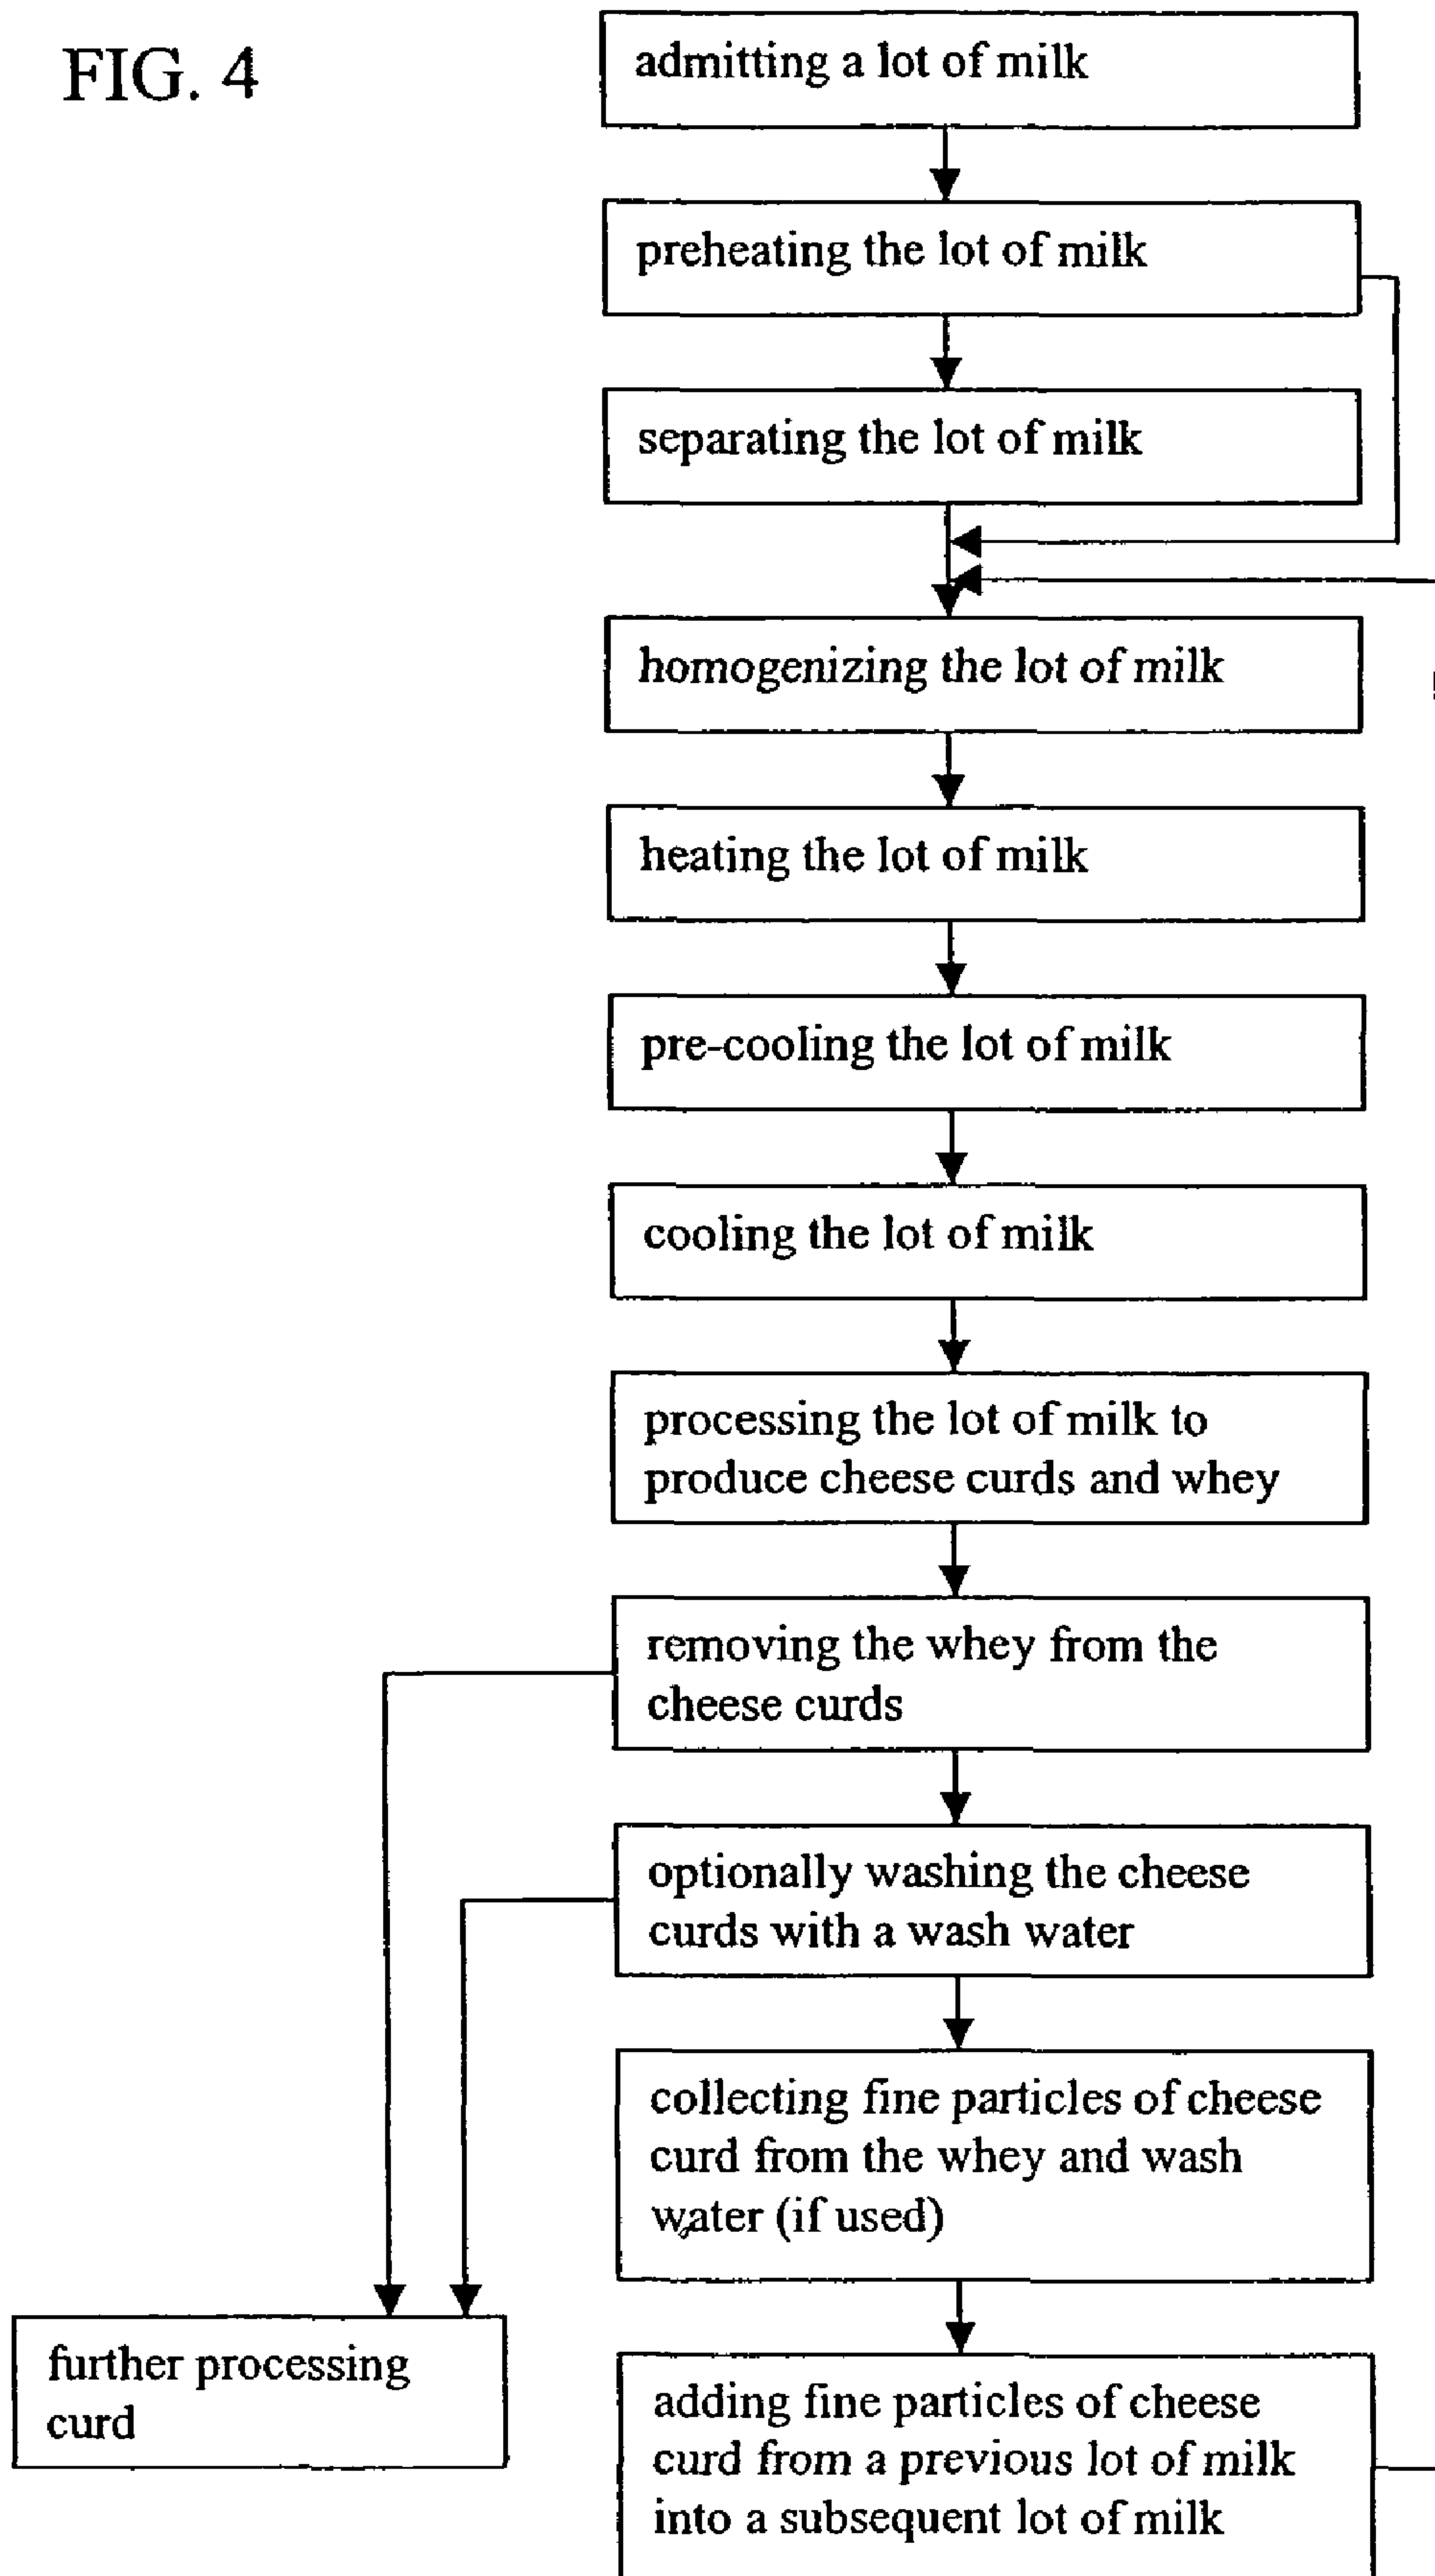 FIG. 4
admitting a lot of milk
preheating the lot of milk
separating the lot of milk
homogenizing the lot of milk
heating the lot of milk
pre-cooling the lot of milk
cooling the lot of milk
processing the lot of milk to
produce cheese curds and whey
removing the whey from the
cheese curds
optionally washing the cheese
curds with a wash water
collecting fine particles of cheese
curd from the whey and wash
water (if used)
further processing
curd
adding fine particles of cheese
curd from a previous lot of milk
into a subsequent lot of milk